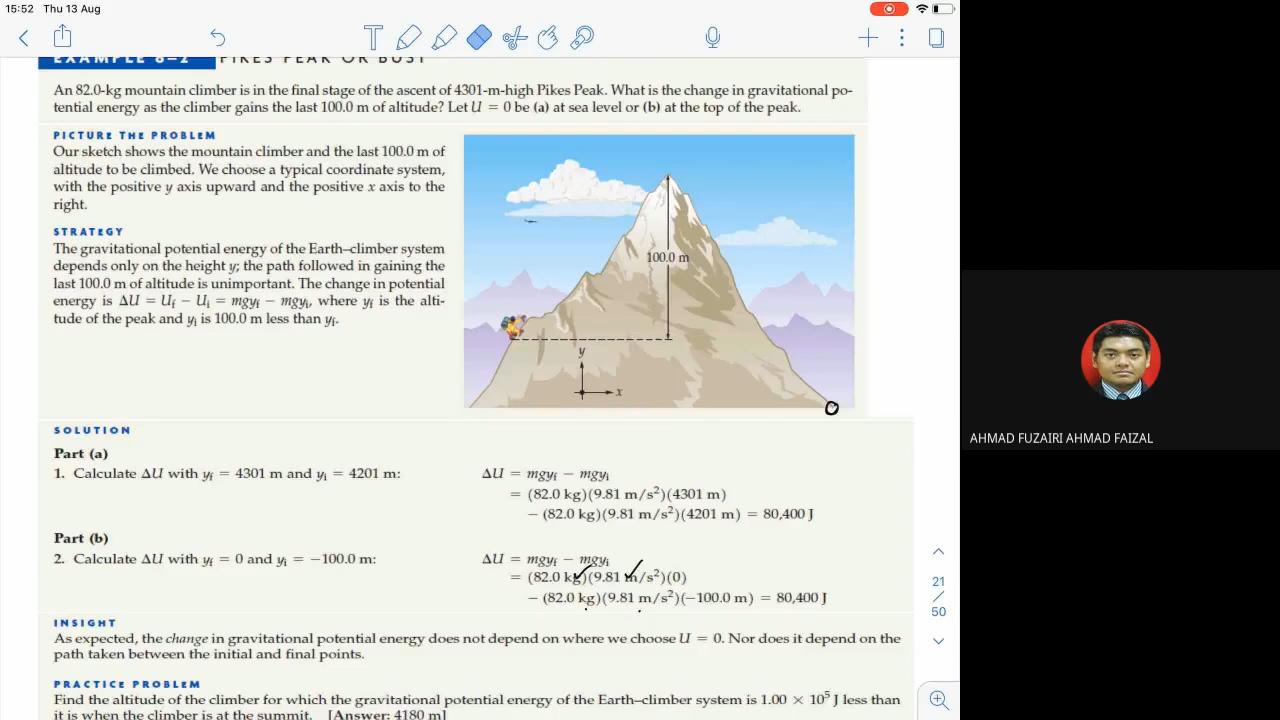 15:52 Thu 13 Aug
EXAMPLE 8–2 PIKES PEAK OR BUST
An 82.0-kg mountain climber is in the final stage of the ascent of 4301-m-high Pikes Peak. What is the change in gravitational po-
tential energy as the climber gains the last 100.0 m of altitude? Let U = 0 be (a) at sea level or (b) at the top of the peak.
PICTURE THE PROBLEM
Our sketch shows the mountain climber and the last 100.0 m of
altitude to be climbed. We choose a typical coordinate system,
with the positive y axis upward and the positive x axis to the
right.
STRATEGY
The gravitational potential energy of the Earth–climber system
depends only on the height y; the path followed in gaining the
last 100.0 m of altitude is unimportant. The change in potential
energy is ΔU = Uf − Ui = mgyf − mgyi, where yf is the alti-
tude of the peak and yi is 100.0 m less than yf.
100.0 m
y
x
O
SOLUTION
Part (a)
1. Calculate ΔU with yf = 4301 m and yi = 4201 m:
ΔU = mgyf − mgyi
= (82.0 kg)(9.81 m/s²)(4301 m)
− (82.0 kg)(9.81 m/s²)(4201 m) = 80,400 J
Part (b)
2. Calculate ΔU with yf = 0 and yi = −100.0 m:
ΔU = mgyf − mgyi
= (82.0 kg)(9.81 m/s²)(0)
− (82.0 kg)(9.81 m/s²)(−100.0 m) = 80,400 J
INSIGHT
As expected, the change in gravitational potential energy does not depend on where we choose U = 0. Nor does it depend on the
path taken between the initial and final points.
PRACTICE PROBLEM
Find the altitude of the climber for which the gravitational potential energy of the Earth–climber system is 1.00 × 10⁵ J less than
it is when the climber is at the summit. [Answer: 4180 m]
21
/
50
AHMAD FUZAIRI AHMAD FAIZAL